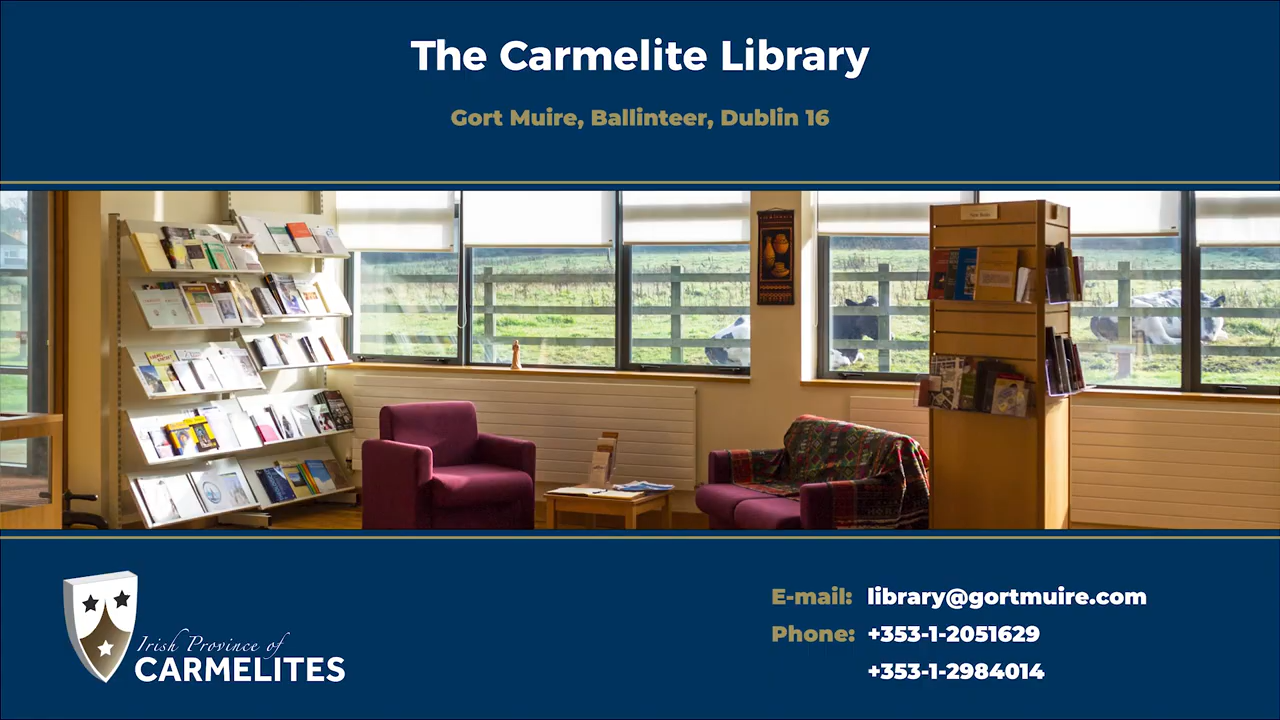 The Carmelite Library
Gort Muire, Ballinteer, Dublin 16
E-mail: library@gortmuire.com
Phone: +353-1-2051629
+353-1-2984014
Irish Province of
CARMELITES